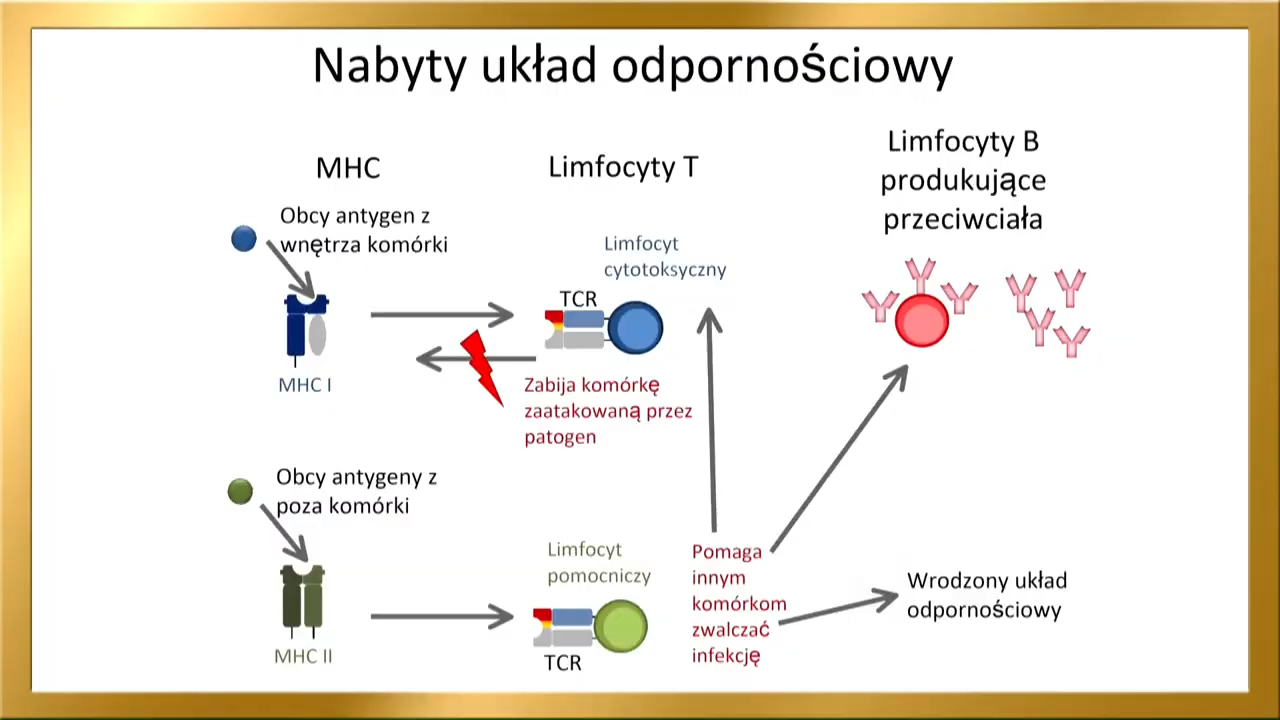 Nabyty układ odpornościowy
MHC
Limfocyty T
Limfocyty B
produkujące
przeciwciała
Obcy antygen z
wnętrza komórki
Limfocyt
cytotoksyczny
TCR
MHC I
Zabija komórkę
zaatakowaną przez
patogen
Obcy antygeny z
poza komórki
Limfocyt
pomocniczy
TCR
MHC II
Pomaga
innym
komórkom
zwalczać
infekcję
Wrodzony układ
odpornościowy